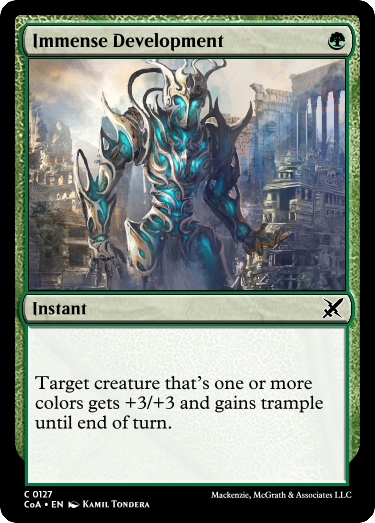 Immense Development
Instant
Target creature that's one or more
colors gets +3/+3 and gains trample
until end of turn.
C 0127
CoA • EN Kamil Tondera
Mackenzie, McGrath & Associates LLC